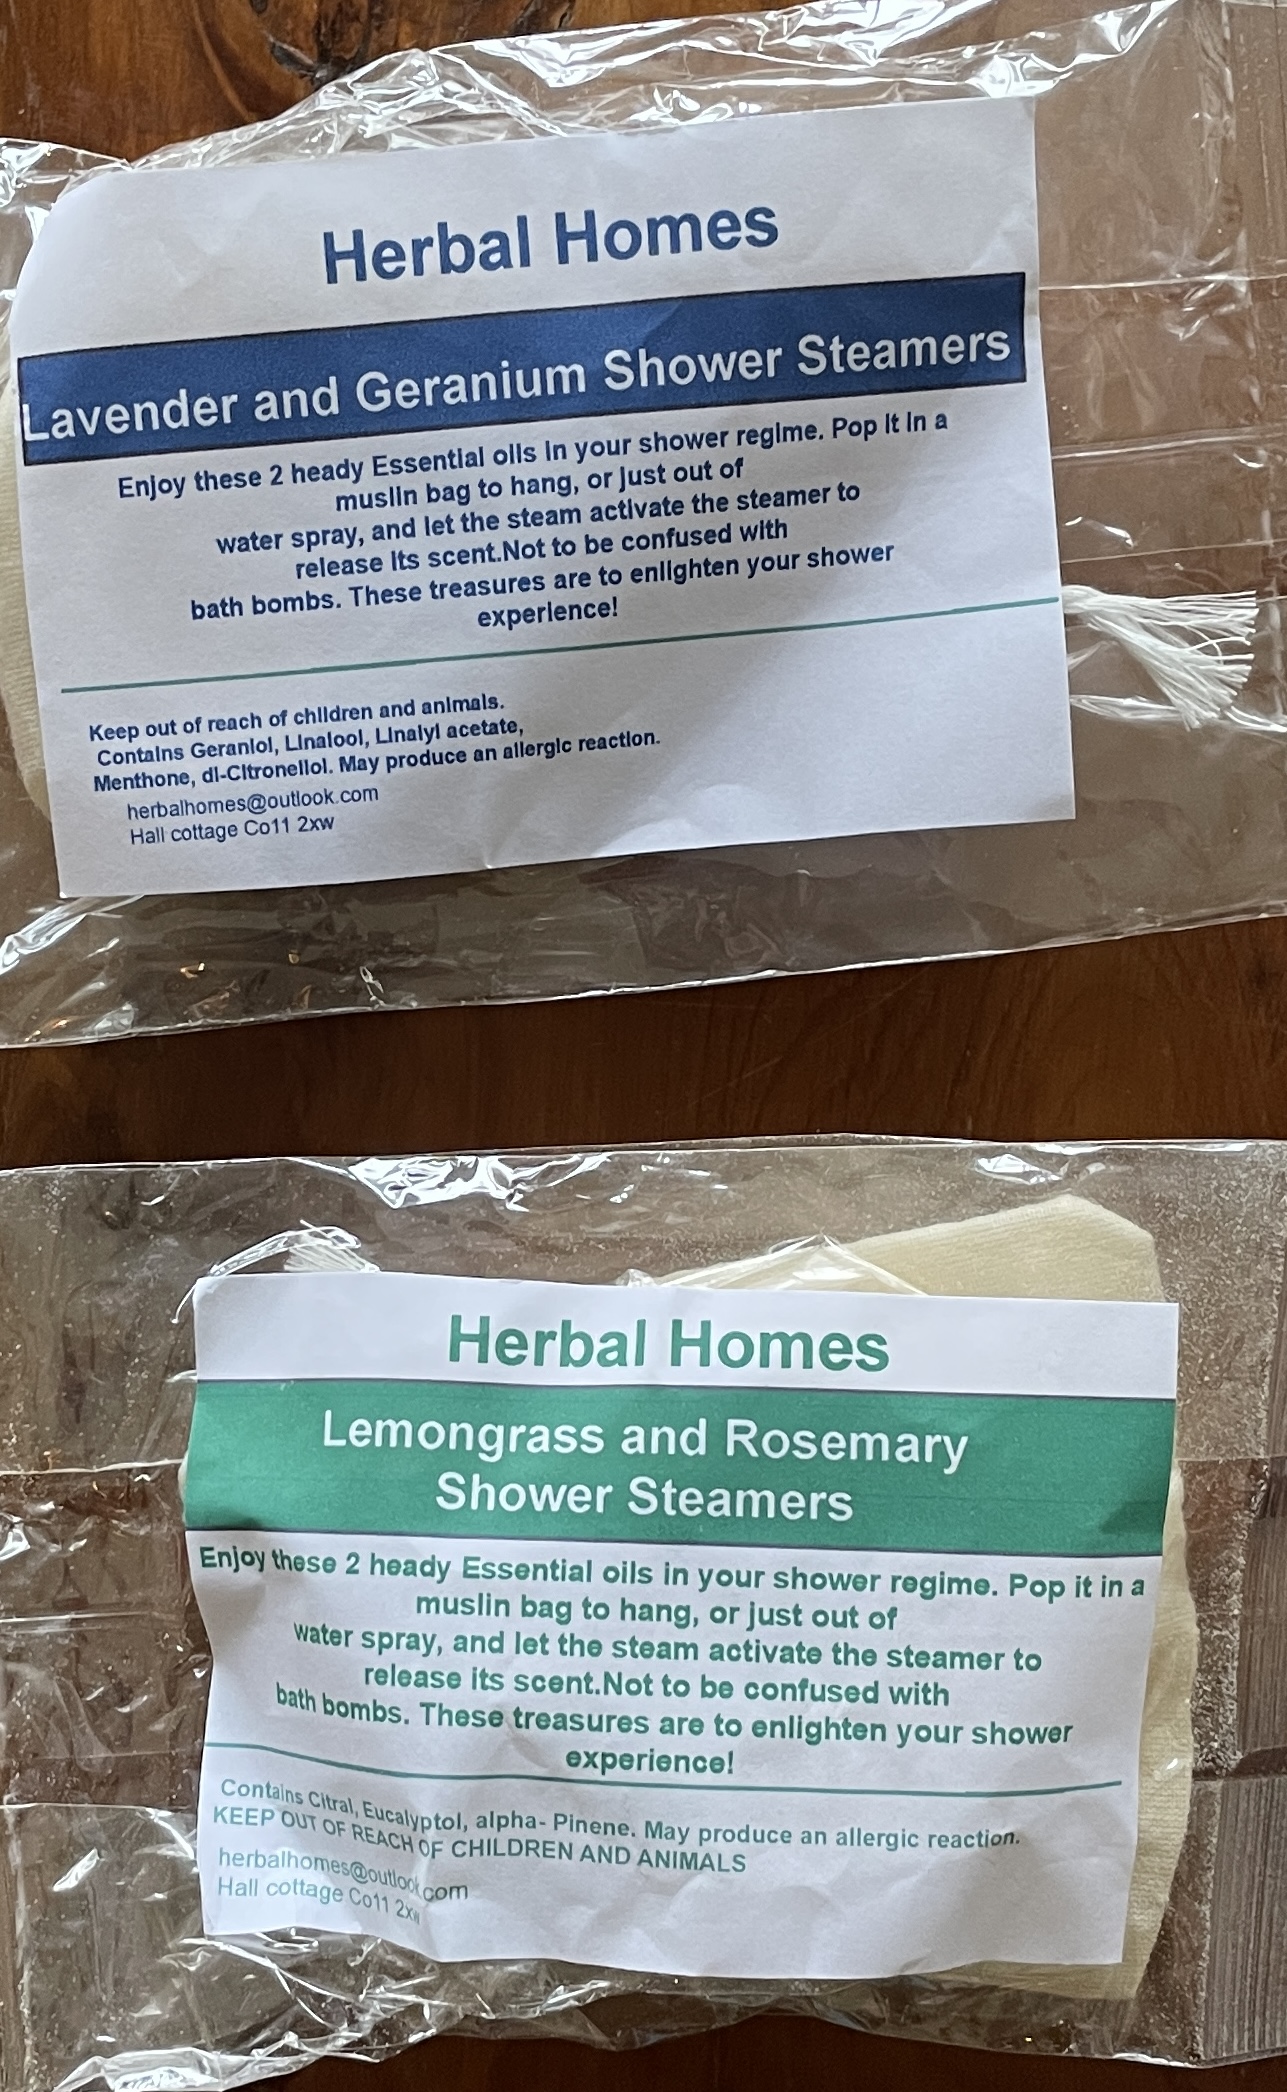 Herbal Homes
Lavender and Geranium Shower Steamers
Enjoy these 2 heady Essential oils in your shower regime. Pop it in a
muslin bag to hang, or just out of
water spray, and let the steam activate the steamer to
release its scent.Not to be confused with
bath bombs. These treasures are to enlighten your shower
experience!
Keep out of reach of children and animals.
Contains Geraniol, Linalool, Linalyl acetate,
Menthone, dl-Citronellol. May produce an allergic reaction.
herbalhomes@outlook.com
Hall cottage Co11 2xw
Herbal Homes
Lemongrass and Rosemary
Shower Steamers
Enjoy these 2 heady Essential oils in your shower regime. Pop it in a
muslin bag to hang, or just out of
water spray, and let the steam activate the steamer to
release its scent.Not to be confused with
bath bombs. These treasures are to enlighten your shower
experience!
Contains Citral, Eucalyptol, alpha- Pinene. May produce an allergic reaction.
KEEP OUT OF REACH OF CHILDREN AND ANIMALS
herbalhomes@outlook.com
Hall cottage Co11 2xw